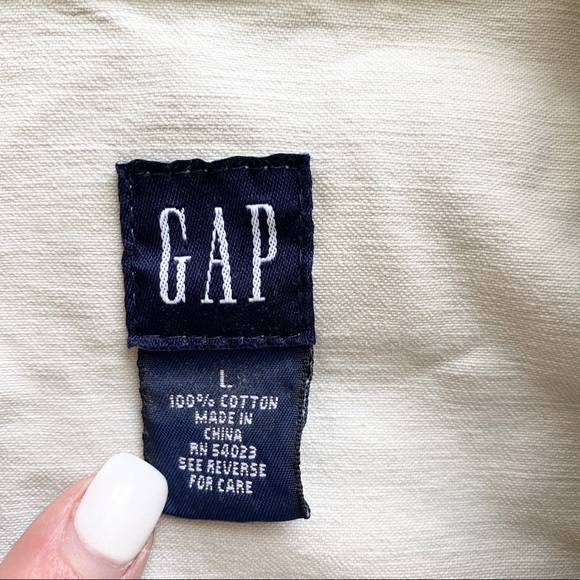 GAP
L
100% COTTON
MADE IN
CHINA
RN 54023
SEE REVERSE
FOR CARE